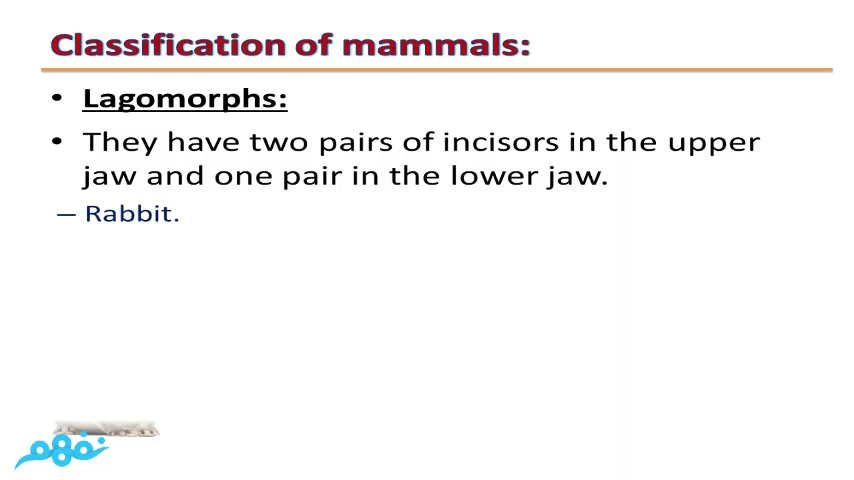 Classification of mammals:
• Lagomorphs:
• They have two pairs of incisors in the upper
jaw and one pair in the lower jaw.
– Rabbit.
نفهم